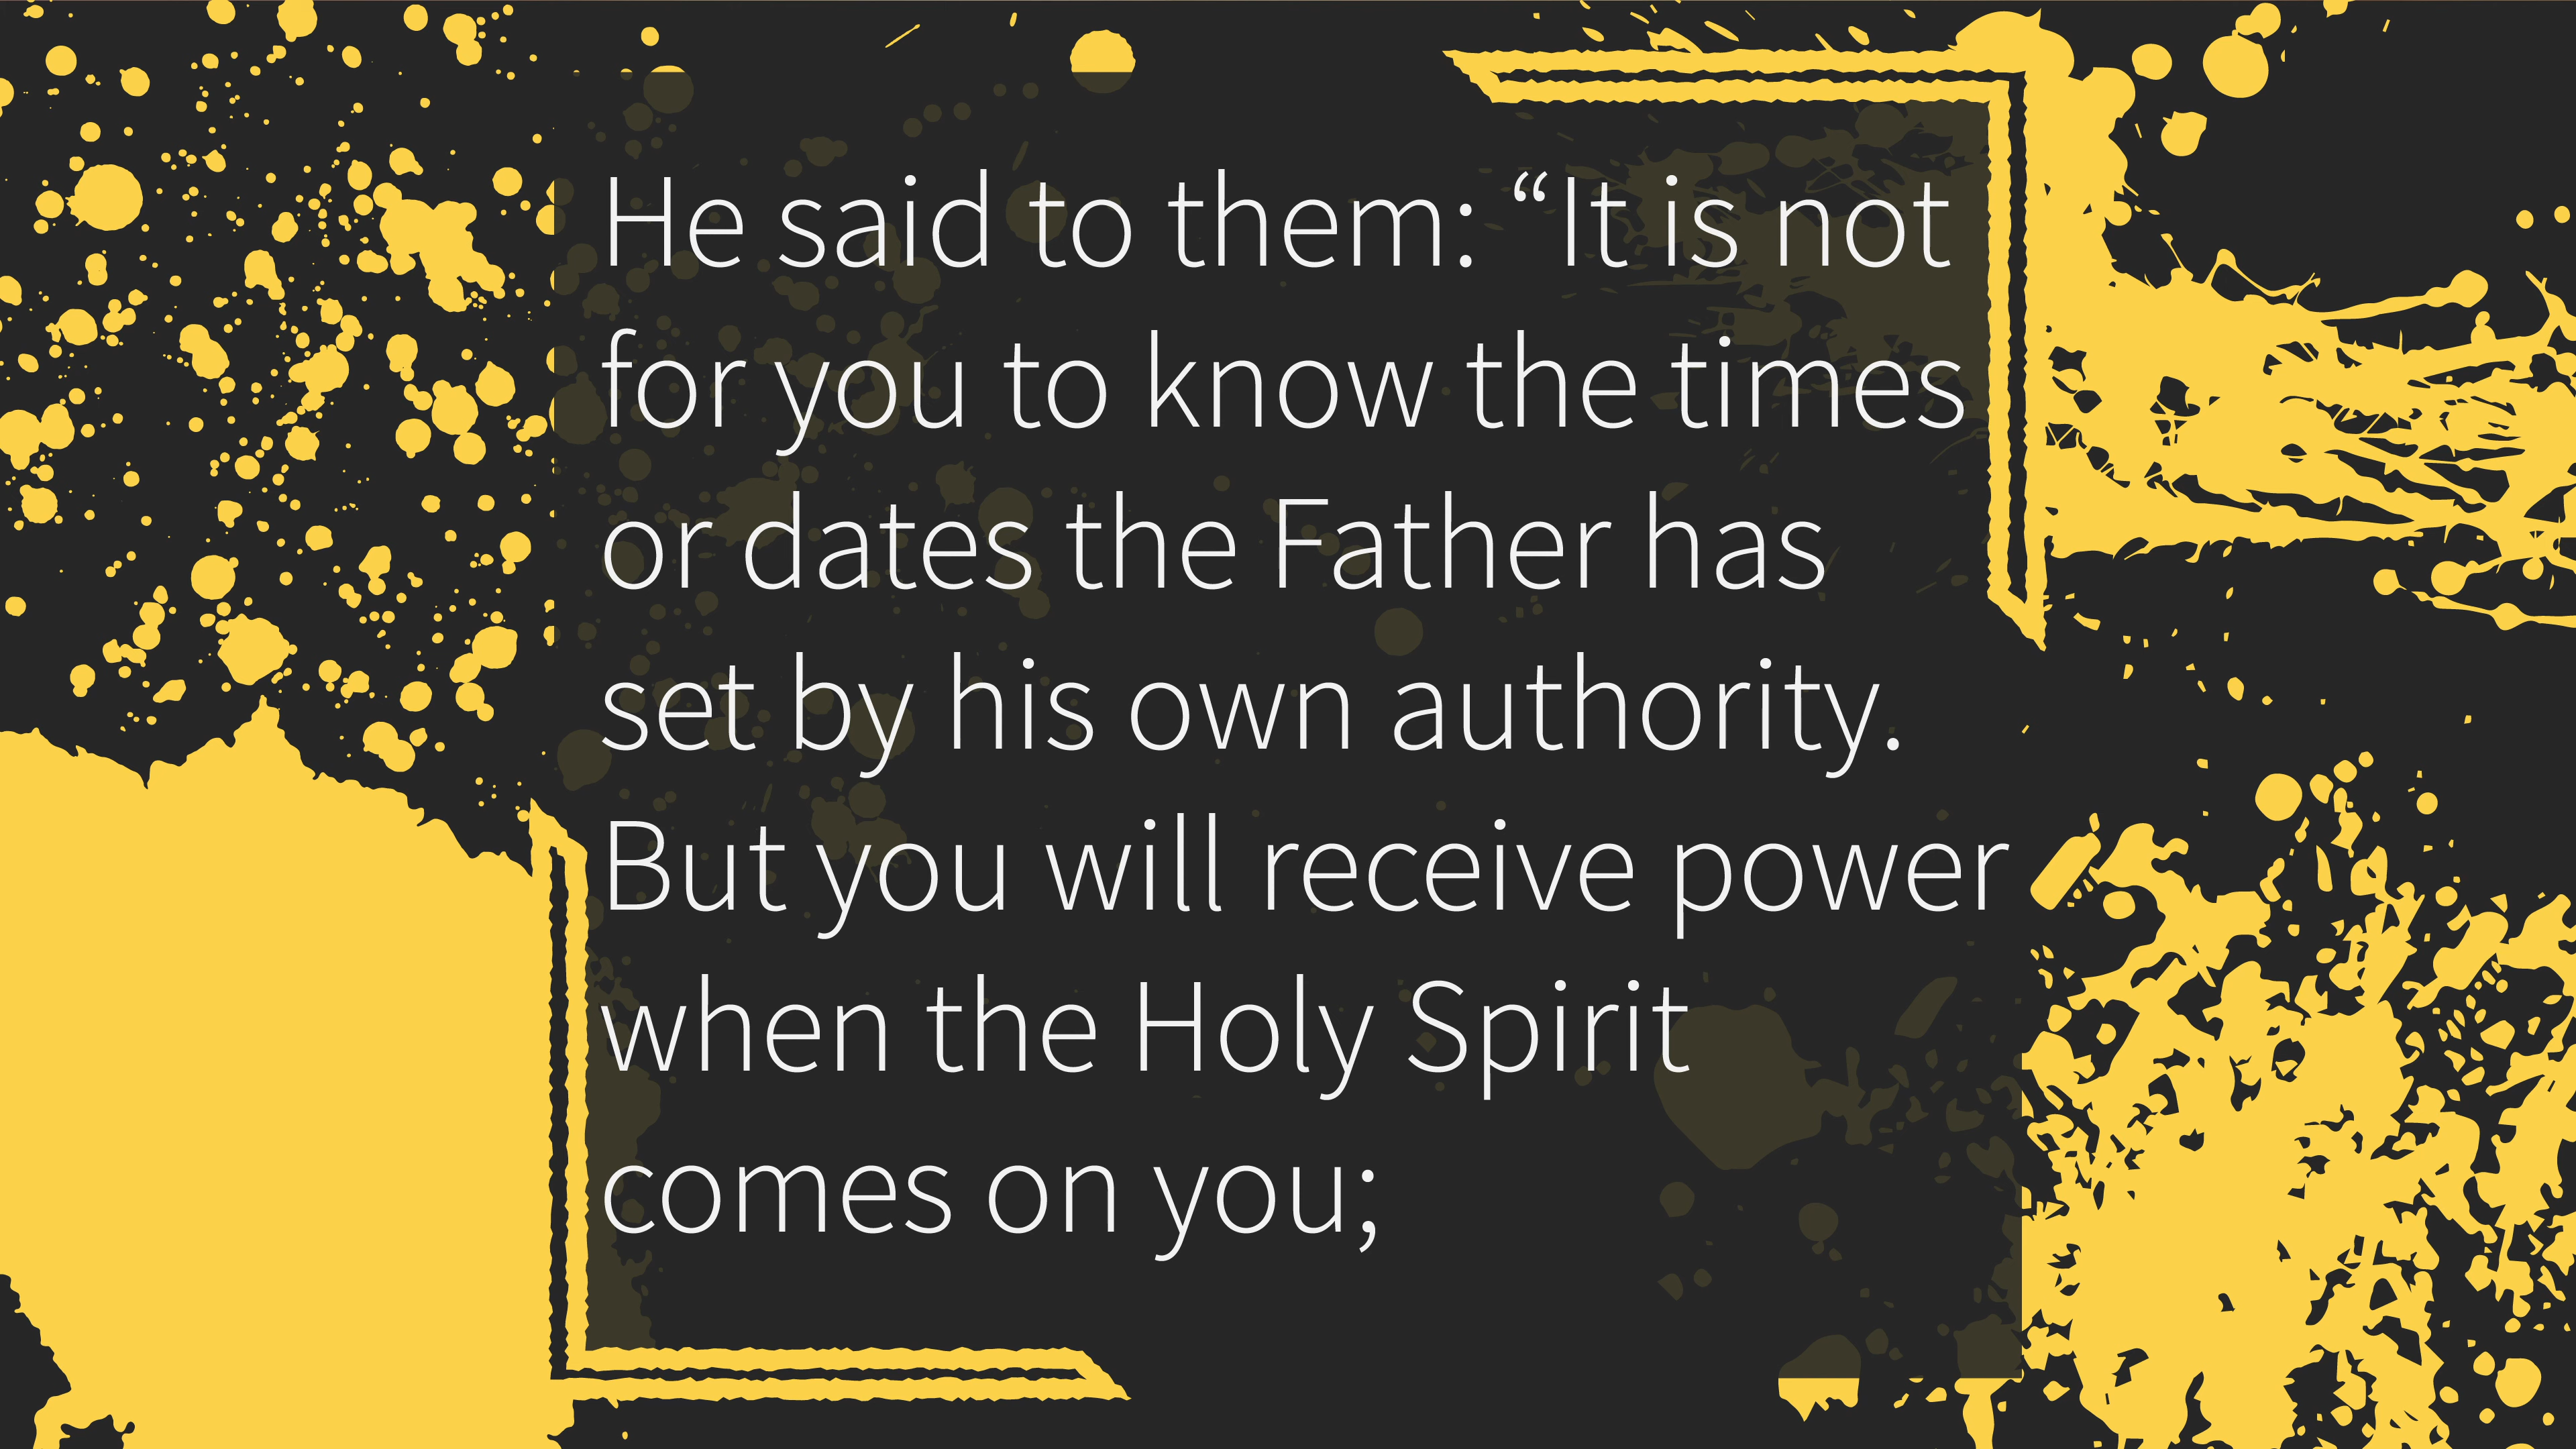 He said to them: “It is not
for you to know the times
or dates the Father has
set by his own authority.
But you will receive power
when the Holy Spirit
comes on you;